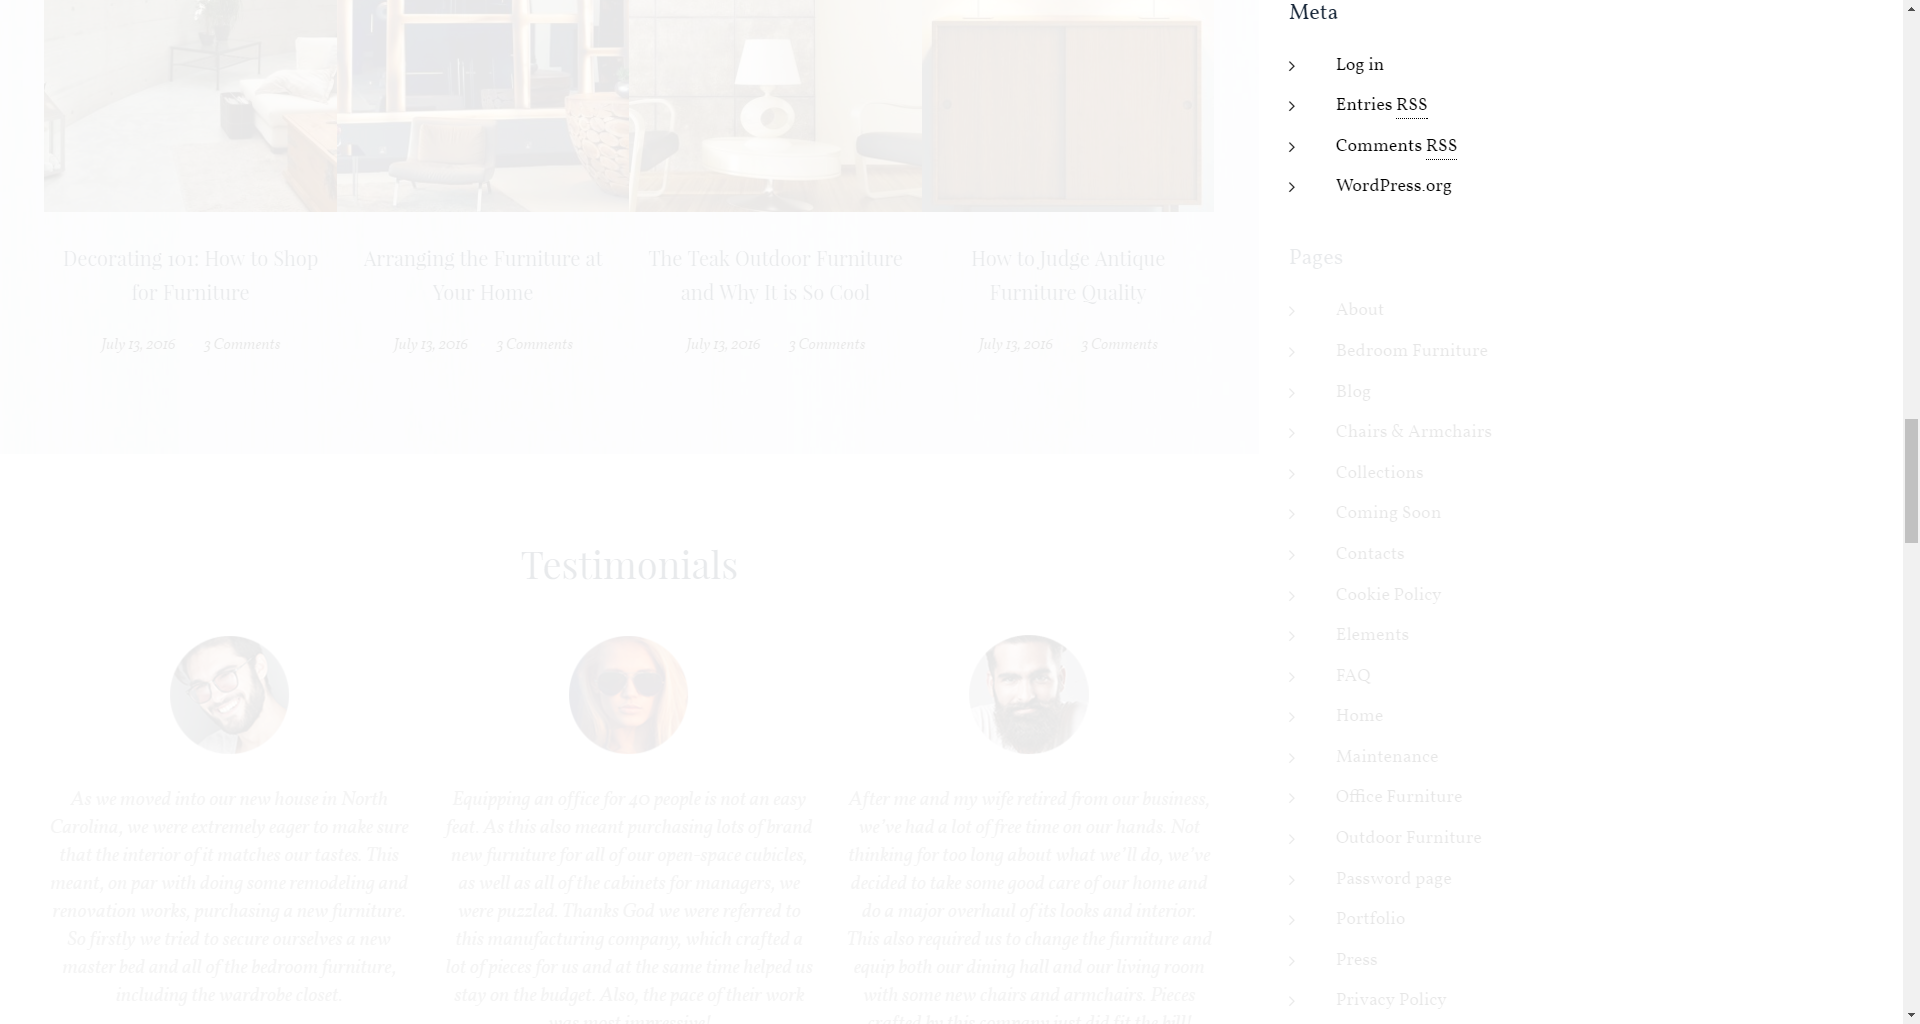 Meta
Log in
Entries RSS
Comments RSS
WordPress.org
Decorating 101: How to Shop
for Furniture
July 13, 2016 3 Comments
Arranging the Furniture at
Your Home
July 13, 2016 3 Comments
The Teak Outdoor Furniture
and Why It is So Cool
July 13, 2016 3 Comments
How to Judge Antique
Furniture Quality
July 13, 2016 3 Comments
Pages
About
Bedroom Furniture
Blog
Chairs & Armchairs
Collections
Coming Soon
Contacts
Cookie Policy
Elements
FAQ
Home
Maintenance
Office Furniture
Outdoor Furniture
Password page
Portfolio
Press
Privacy Policy
Testimonials
As we moved into our new house in North
Carolina, we were extremely eager to make sure
that the interior of it matches our tastes. This
meant, on par with doing some remodeling and
renovation works, purchasing a new furniture.
So firstly we tried to secure ourselves a new
master bed and all of the bedroom furniture,
including the wardrobe closet.
Equipping an office for 40 people is not an easy
feat. As this also meant purchasing lots of brand
new furniture for all of our open-space cubicles,
as well as all of the cabinets for managers, we
were puzzled. Thanks God we were referred to
this manufacturing company, which crafted a
lot of pieces for us and at the same time helped us
stay on the budget. Also, the pace of their work
was most impressive!
After me and my wife retired from our business,
we've had a lot of free time on our hands. Not
thinking for too long about what we'll do, we've
decided to take some good care of our home and
do a major overhaul of its looks and interior.
This also required us to change the furniture and
equip both our dining hall and our living room
with some new chairs and armchairs. Pieces
crafted by this company just did fit the bill!